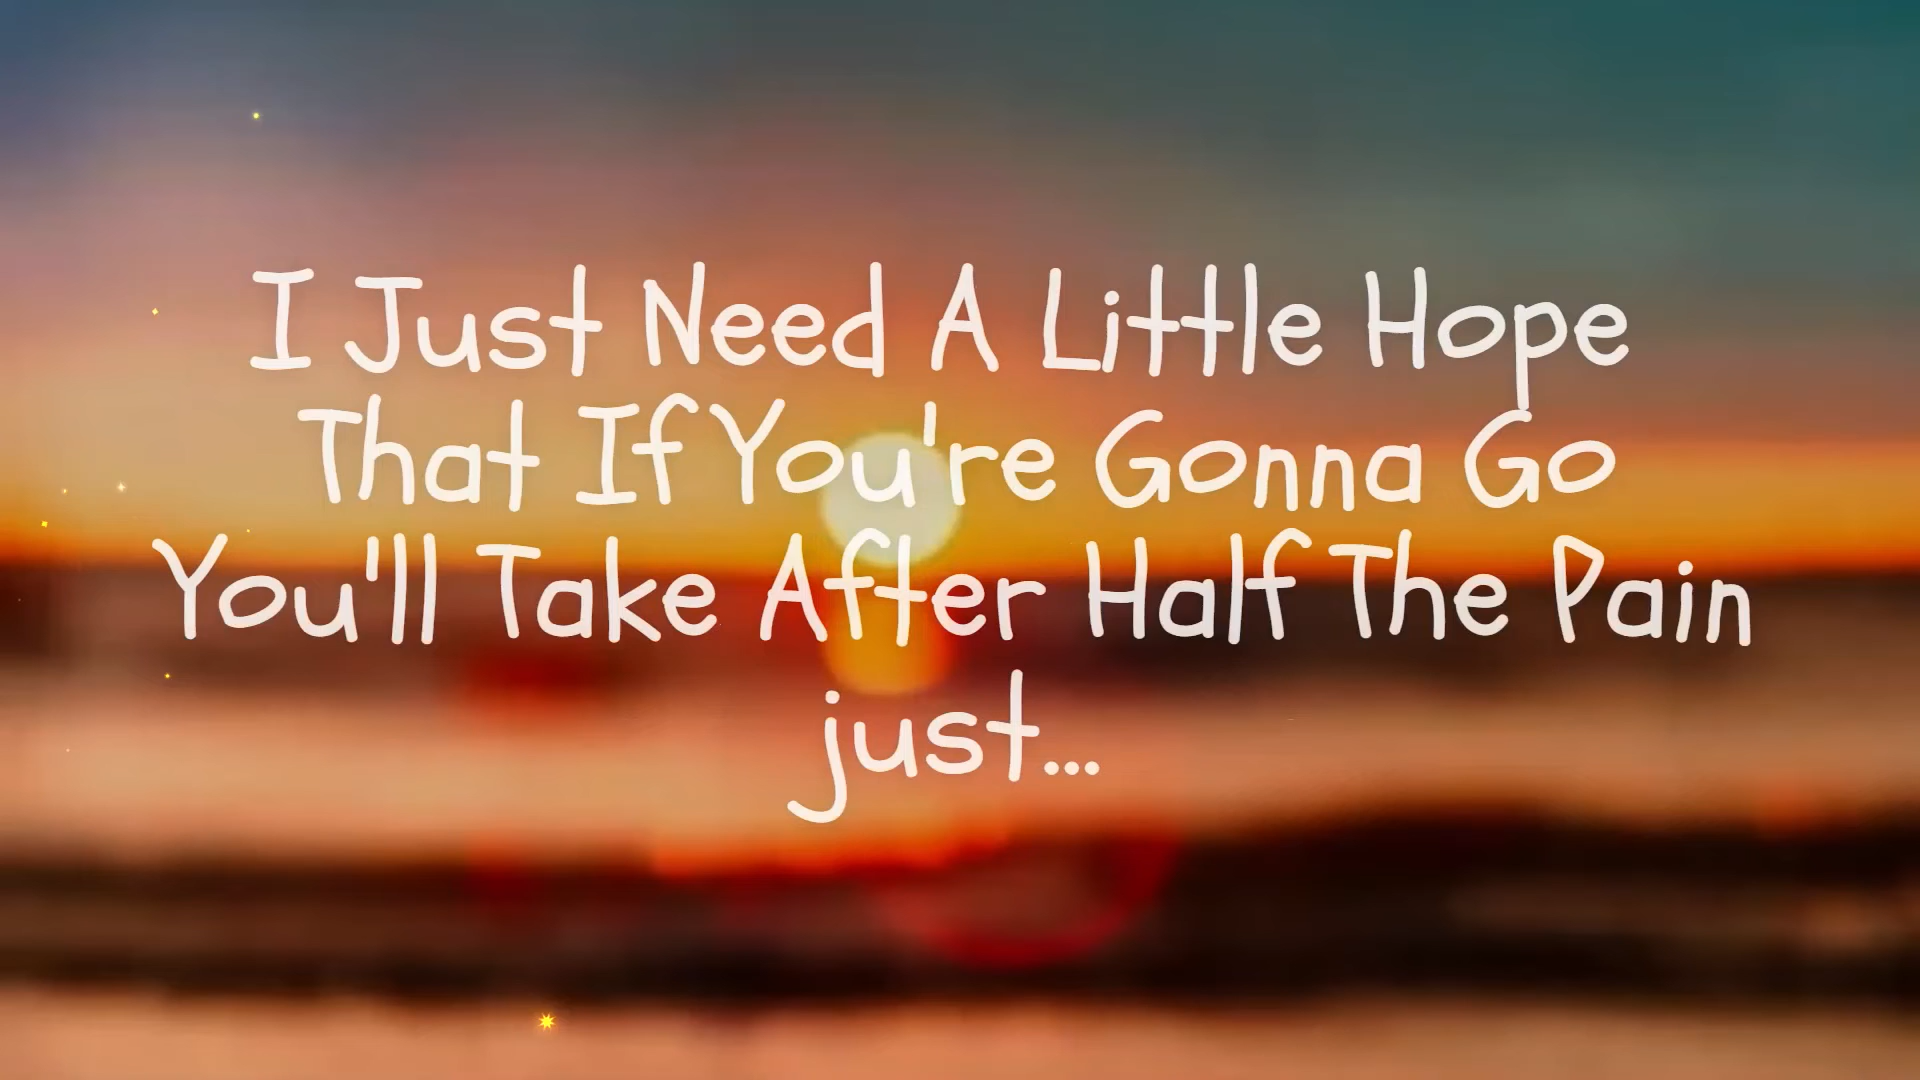 I Just Need A Little Hope
That If You're Gonna Go
You'll Take After Half The Pain
just...